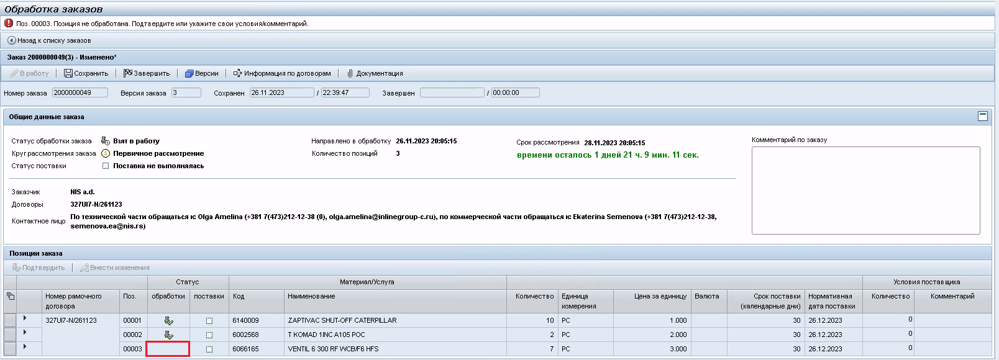 Обработка заказов
Поз. 00003. Позиция не обработана. Подтвердите или укажите свои условия/комментарий.
Назад к списку заказов
Заказ 2000000049(3) - Изменено*
В работу Сохранить Завершить Версии Информация по договорам Документация
Номер заказа 2000000049 Версия заказа 3 Сохранен 26.11.2023 / 22:39:47 Завершен / 00:00:00
Общие данные заказа
Статус обработки заказа Взят в работу Направлено в обработку 26.11.2023 20:05:15 Срок рассмотрения 28.11.2023 20:05:15 Комментарий по заказу
Круг рассмотрения заказа 1 Первичное рассмотрение Количество позиций 3 времени осталось 1 дней 21 ч. 9 мин. 11 сек.
Статус поставки Поставка не выполнялась
Заказчик NIS a.d.
Договоры 327UI7-N/261123
Контактное лицо По технической части обращаться к: Olga Amelina (+381 7(473)212-12-38 (0), olga.amelina@inlinegroup-c.ru), по коммерческой части обращаться к: Ekaterina Semenova (+381 7(473)212-12-38,
semenova.ea@nis.rs)
Позиции заказа
Подтвердить Внести изменения
Статус Материал/Услуга Условия поставщика
Номер рамочного Поз. обработки поставки Код Наименование Количество Единица Цена за единицу Валюта Срок поставки Нормативная Количество Комментарий
договора измерения (календарные дни) дата поставки
327UI7-N/261123 00001 6140009 ZAPTIVAC SHUT-OFF CATERPILLAR 10 PC 1.000 30 26.12.2023 0
00002 6002568 T KOMAD 1INC A105 POC 2 PC 2.000 30 26.12.2023 0
00003 6066165 VENTIL 6 300 RF WCB/F6 HFS 7 PC 3.000 30 26.12.2023 0